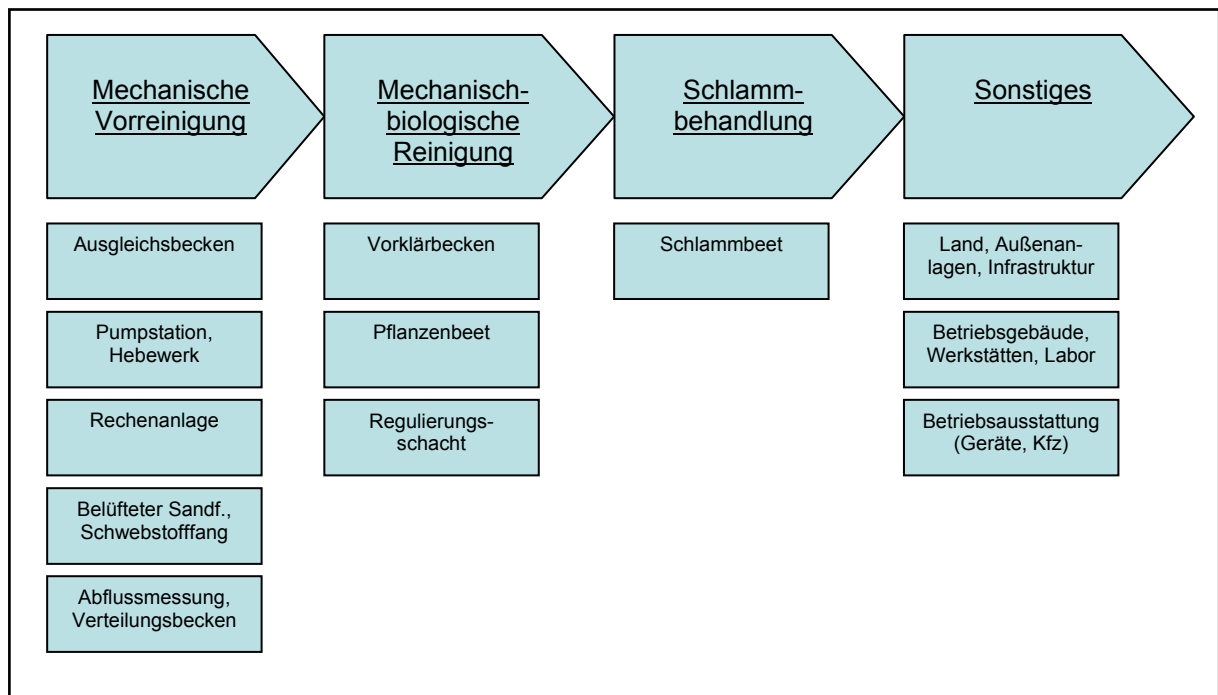 Mechanische
Vorreinigung
Mechanisch-
biologische
Reinigung
Schlamm-
behandlung
Sonstiges
Ausgleichsbecken
Pumpstation,
Hebewerk
Rechenanlage
Belüfteter Sandf.,
Schwebstofffang
Abflussmessung,
Verteilungsbecken
Vorklärbecken
Pflanzenbeet
Regulierungs-
schacht
Schlammbeet
Land, Außenan-
lagen, Infrastruktur
Betriebsgebäude,
Werkstätten, Labor
Betriebsausstattung
(Geräte, Kfz)